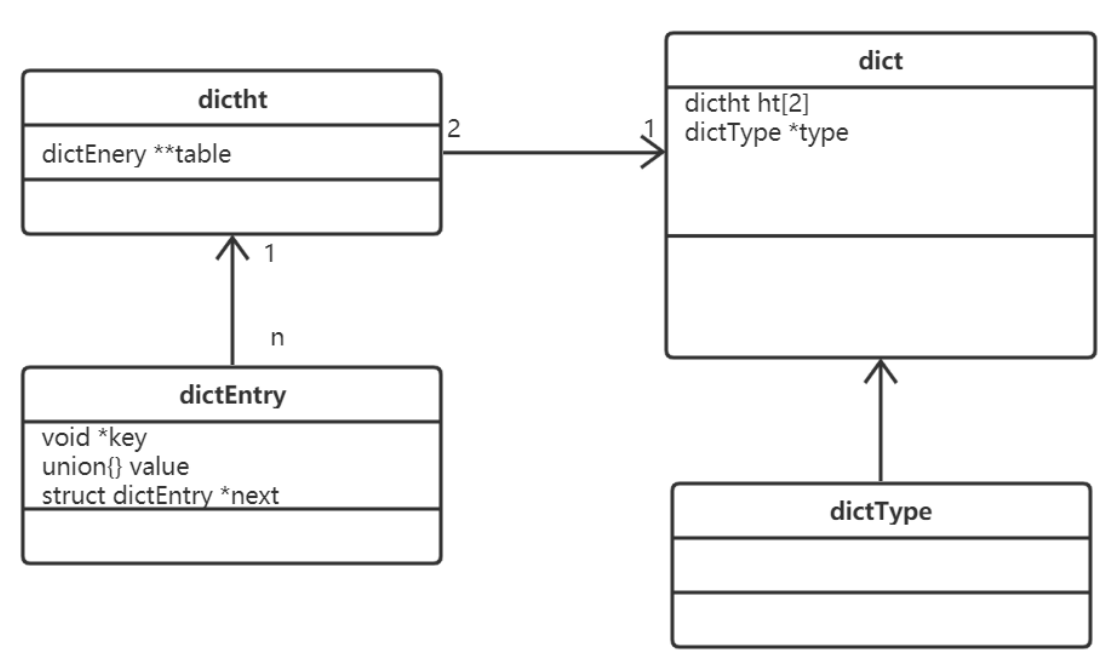 dictht
dictEnery **table
2
1
dict
dictht ht[2]
dictType *type
1
n
dictEntry
void *key
union{} value
struct dictEntry *next
dictType